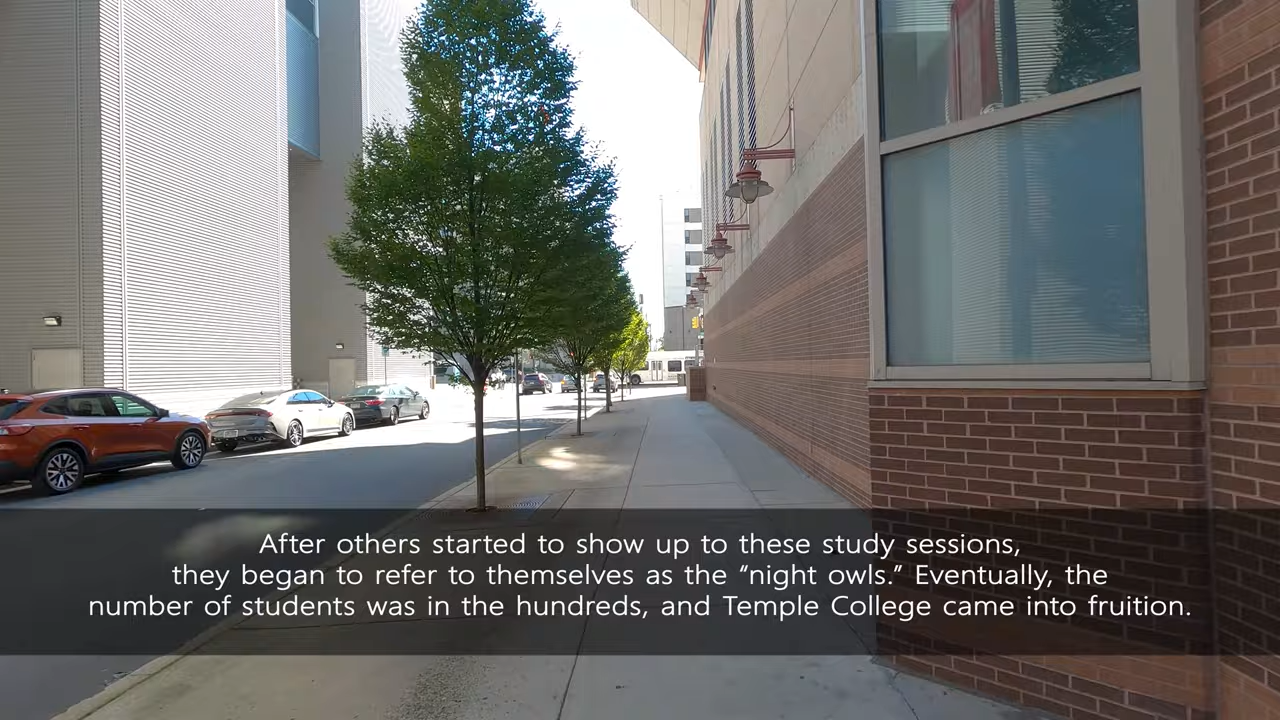 After others started to show up to these study sessions,
they began to refer to themselves as the “night owls.” Eventually, the
number of students was in the hundreds, and Temple College came into fruition.